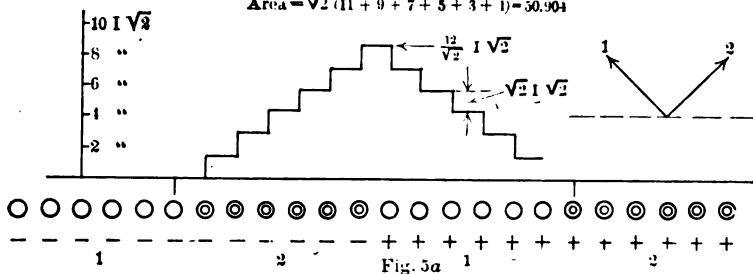 Area = √2 (11 + 9 + 7 + 5 + 3 + 1) = 50.904
10 I √2
8 "
6 "
4 "
2 "
12/√2 I √2
√2 I √2
1 2
− − − − − − − − − − − − + + + + + + + + + + + +
1 2 1 2
Fig. 5a